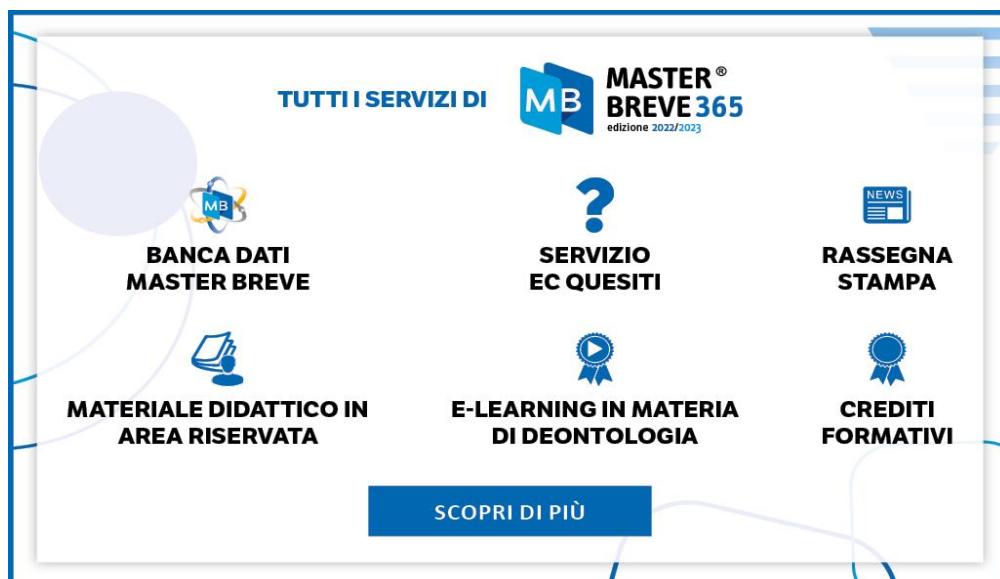 TUTTI I SERVIZI DI
MB
MASTER®
BREVE 365
edizione 2022/2023
MB
BANCA DATI
MASTER BREVE
SERVIZIO
EC QUESITI
NEWS
RASSEGNA
STAMPA
MATERIALE DIDATTICO IN
AREA RISERVATA
E-LEARNING IN MATERIA
DI DEONTOLOGIA
CREDITI
FORMATIVI
SCOPRI DI PIÙ